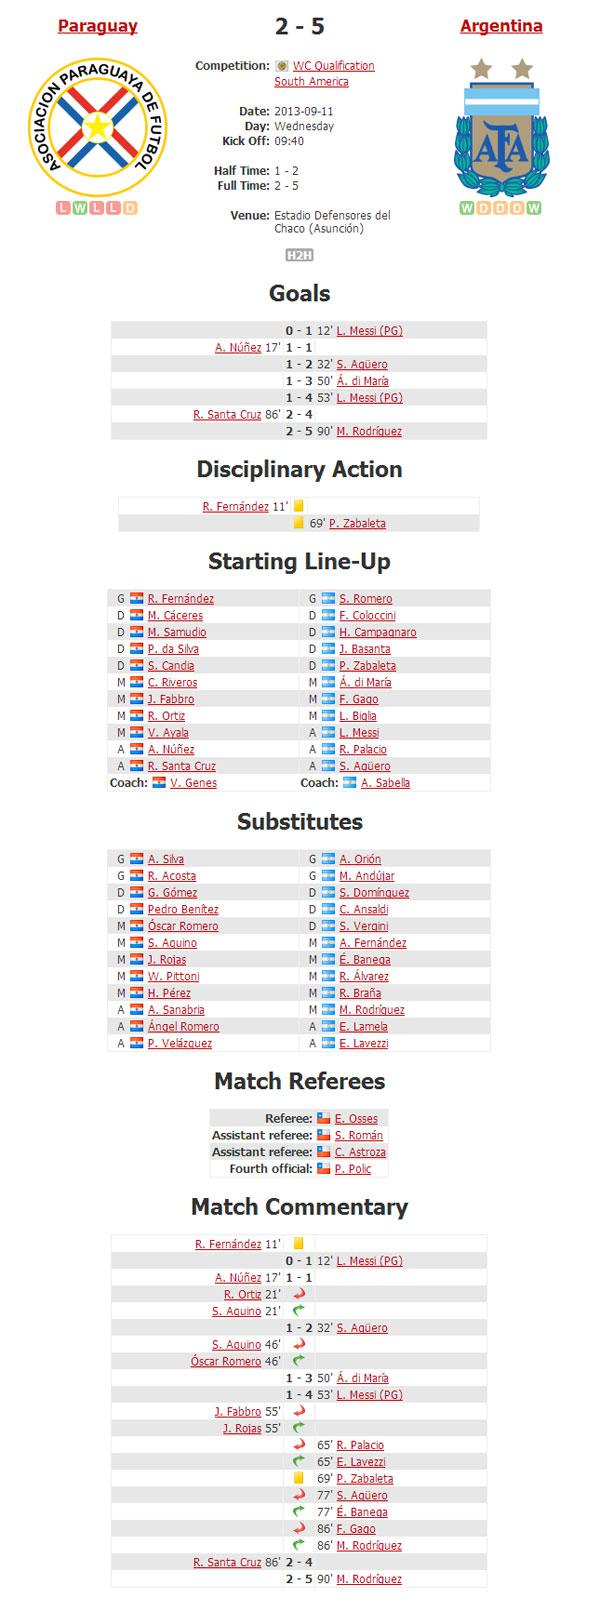 Paraguay
2 - 5
Argentina
ASOCIACION PARAGUAYA DE FUTBOL
AFA
Competition: WC Qualification
South America
Date: 2013-09-11
Day: Wednesday
Kick Off: 09:40
Half Time: 1 - 2
Full Time: 2 - 5
L W L L D
W D D D W
Venue: Estadio Defensores del
Chaco (Asunción)
H2H
Goals
0 - 1 12' L. Messi (PG)
A. Núñez 17' 1 - 1
1 - 2 32' S. Agüero
1 - 3 50' Á. di María
1 - 4 53' L. Messi (PG)
R. Santa Cruz 86' 2 - 4
2 - 5 90' M. Rodríguez
Disciplinary Action
R. Fernández 11'
69' P. Zabaleta
Starting Line-Up
G R. Fernández G S. Romero
D M. Cáceres D F. Coloccini
D M. Samudio D H. Campagnaro
D P. da Silva D J. Basanta
D S. Candia D P. Zabaleta
M C. Riveros M Á. di María
M J. Fabbro M F. Gago
M R. Ortiz M L. Biglia
M V. Ayala A L. Messi
A A. Núñez A R. Palacio
A R. Santa Cruz A S. Agüero
Coach: V. Genes Coach: A. Sabella
Substitutes
G A. Silva G A. Orión
G R. Acosta G M. Andújar
D G. Gómez D S. Domínguez
D Pedro Benítez D C. Ansaldi
M Óscar Romero D S. Vergini
M S. Aquino M A. Fernández
M J. Rojas M É. Banega
M W. Pittoni M R. Álvarez
M H. Pérez M R. Braña
A A. Sanabria M M. Rodríguez
A Ángel Romero A E. Lamela
A P. Velázquez A E. Lavezzi
Match Referees
Referee: E. Osses
Assistant referee: S. Román
Assistant referee: C. Astroza
Fourth official: P. Polic
Match Commentary
R. Fernández 11'
0 - 1 12' L. Messi (PG)
A. Núñez 17' 1 - 1
R. Ortiz 21'
S. Aquino 21'
1 - 2 32' S. Agüero
S. Aquino 46'
Óscar Romero 46'
1 - 3 50' Á. di María
1 - 4 53' L. Messi (PG)
J. Fabbro 55'
J. Rojas 55'
65' R. Palacio
65' E. Lavezzi
69' P. Zabaleta
77' S. Agüero
77' É. Banega
86' F. Gago
86' M. Rodríguez
R. Santa Cruz 86' 2 - 4
2 - 5 90' M. Rodríguez